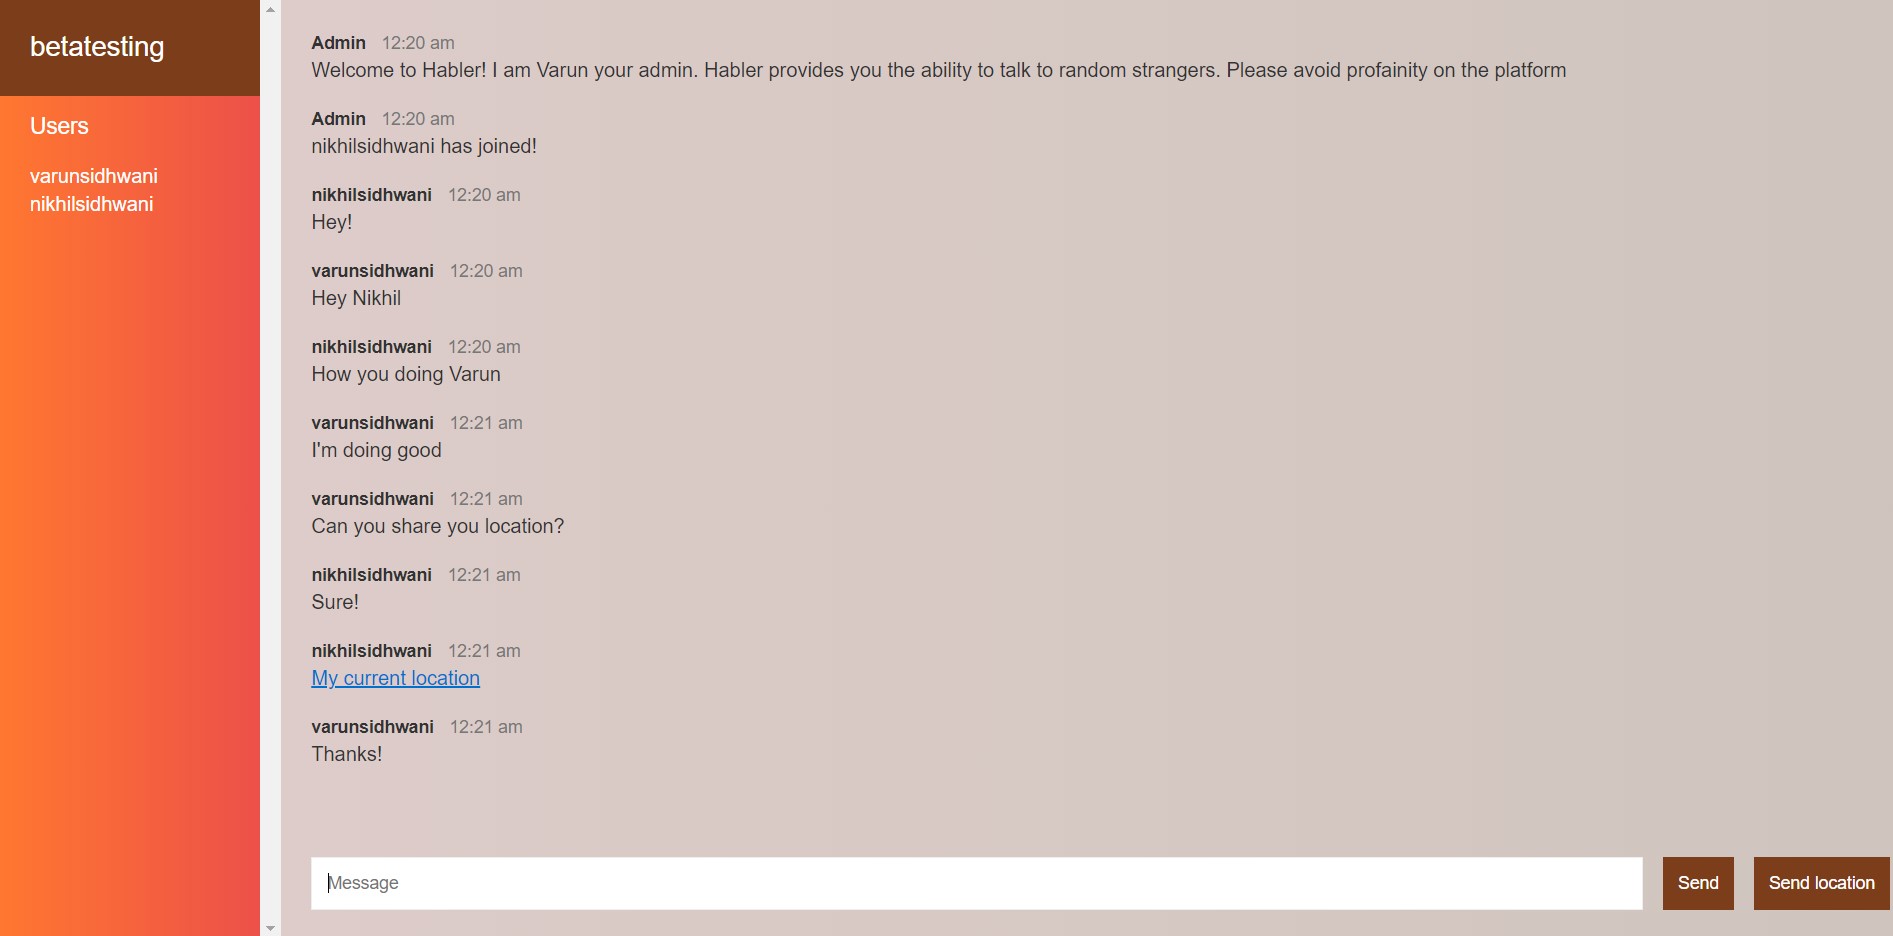 betatesting
Users
varunsidhwani
nikhilsidhwani
Admin 12:20 am
Welcome to Habler! I am Varun your admin. Habler provides you the ability to talk to random strangers. Please avoid profainity on the platform
Admin 12:20 am
nikhilsidhwani has joined!
nikhilsidhwani 12:20 am
Hey!
varunsidhwani 12:20 am
Hey Nikhil
nikhilsidhwani 12:20 am
How you doing Varun
varunsidhwani 12:21 am
I'm doing good
varunsidhwani 12:21 am
Can you share you location?
nikhilsidhwani 12:21 am
Sure!
nikhilsidhwani 12:21 am
My current location
varunsidhwani 12:21 am
Thanks!
Message
Send
Send location